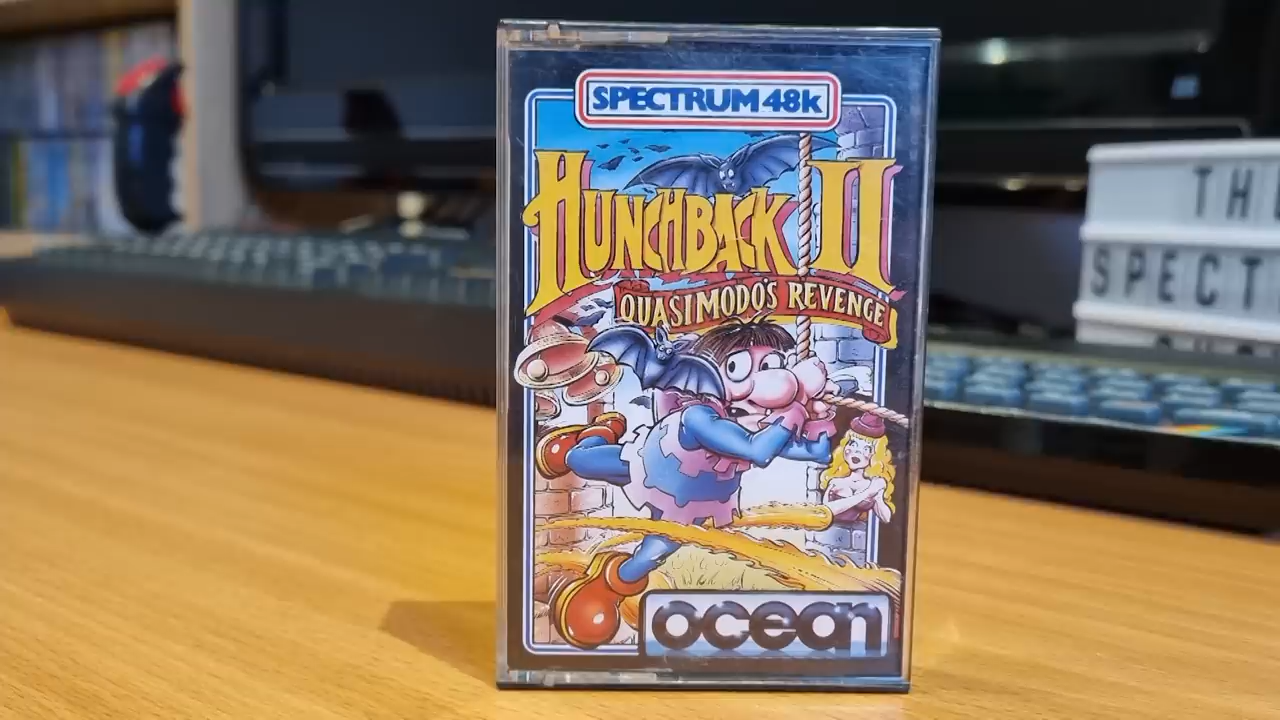 SPECTRUM 48K
HUNCHBACK II
QUASIMODO'S REVENGE
ocean
TH
SPECT